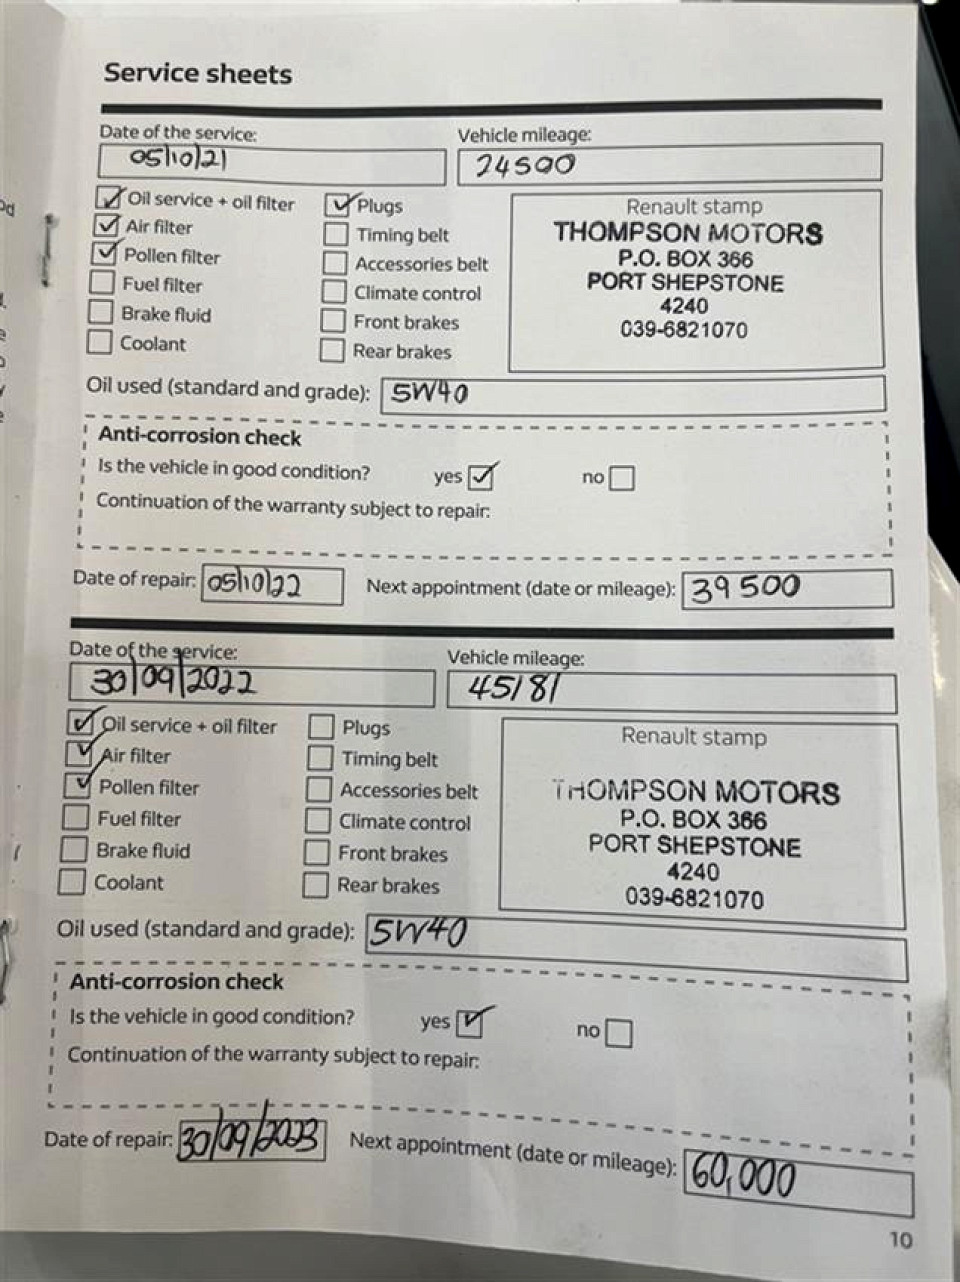 Service sheets
Date of the service: Vehicle mileage:
05/10/21 24500
Oil service + oil filter Plugs
Air filter Timing belt
Pollen filter Accessories belt
Fuel filter Climate control
Brake fluid Front brakes
Coolant Rear brakes
Renault stamp
THOMPSON MOTORS
P.O. BOX 366
PORT SHEPSTONE
4240
039-6821070
Oil used (standard and grade): 5W40
Anti-corrosion check
Is the vehicle in good condition? yes no
Continuation of the warranty subject to repair:
Date of repair: 05/10/22 Next appointment (date or mileage): 39 500
Date of the service: Vehicle mileage:
30/09/2022 45181
Oil service + oil filter Plugs
Air filter Timing belt
Pollen filter Accessories belt
Fuel filter Climate control
Brake fluid Front brakes
Coolant Rear brakes
Renault stamp
THOMPSON MOTORS
P.O. BOX 366
PORT SHEPSTONE
4240
039-6821070
Oil used (standard and grade): 5W40
Anti-corrosion check
Is the vehicle in good condition? yes no
Continuation of the warranty subject to repair:
Date of repair: 30/09/2023 Next appointment (date or mileage): 60,000
10